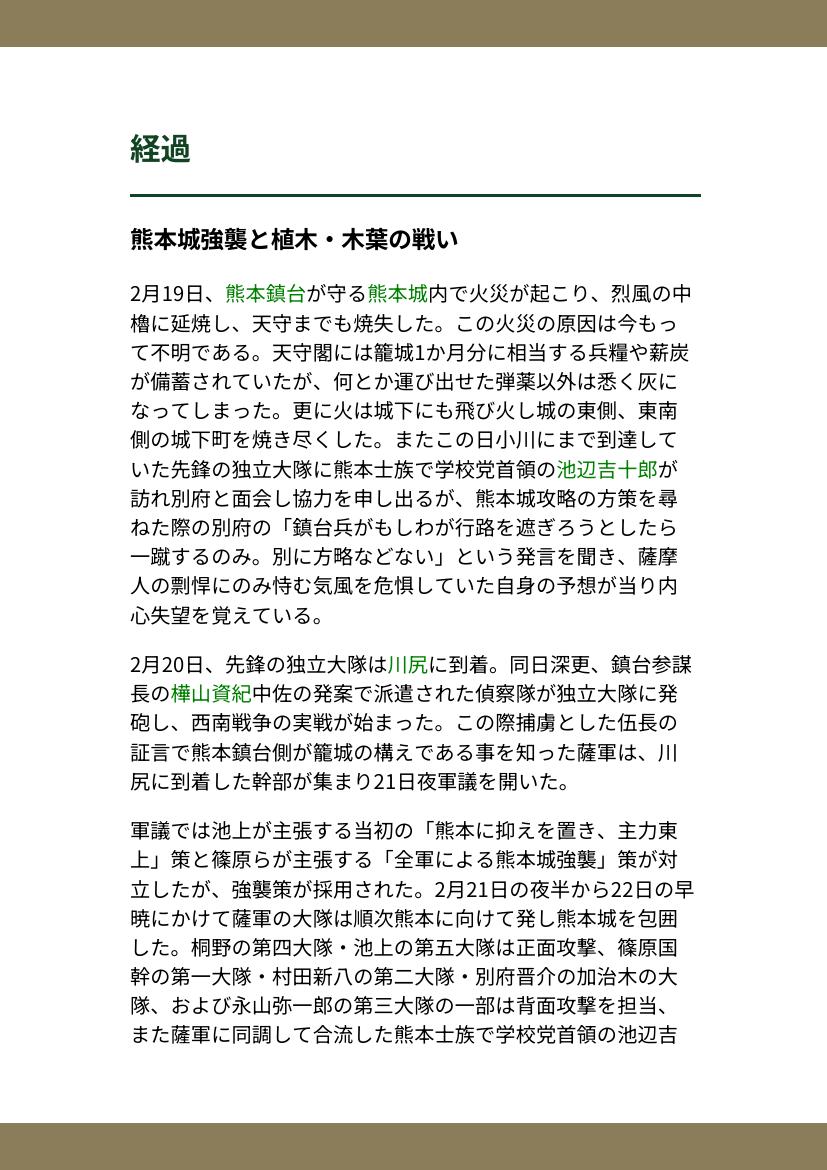 経過
熊本城強襲と植木・木葉の戦い
2月19日、熊本鎮台が守る熊本城内で火災が起こり、烈風の中
櫓に延焼し、天守までも焼失した。この火災の原因は今もっ
て不明である。天守閣には籠城1か月分に相当する兵糧や薪炭
が備蓄されていたが、何とか運び出せた弾薬以外は悉く灰に
なってしまった。更に火は城下にも飛び火し城の東側、東南
側の城下町を焼き尽くした。またこの日小川にまで到達して
いた先鋒の独立大隊に熊本士族で学校党首領の池辺吉十郎が
訪れ別府と面会し協力を申し出るが、熊本城攻略の方策を尋
ねた際の別府の「鎮台兵がもしわが行路を遮ぎろうとしたら
一蹴するのみ。別に方略などない」という発言を聞き、薩摩
人の剽悍にのみ恃む気風を危惧していた自身の予想が当り内
心失望を覚えている。
2月20日、先鋒の独立大隊は川尻に到着。同日深更、鎮台参謀
長の樺山資紀中佐の発案で派遣された偵察隊が独立大隊に発
砲し、西南戦争の実戦が始まった。この際捕虜とした伍長の
証言で熊本鎮台側が籠城の構えである事を知った薩軍は、川
尻に到着した幹部が集まり21日夜軍議を開いた。
軍議では池上が主張する当初の「熊本に抑えを置き、主力東
上」策と篠原らが主張する「全軍による熊本城強襲」策が対
立したが、強襲策が採用された。2月21日の夜半から22日の早
暁にかけて薩軍の大隊は順次熊本に向けて発し熊本城を包囲
した。桐野の第四大隊・池上の第五大隊は正面攻撃、篠原国
幹の第一大隊・村田新八の第二大隊・別府晋介の加治木の大
隊、および永山弥一郎の第三大隊の一部は背面攻撃を担当、
また薩軍に同調して合流した熊本士族で学校党首領の池辺吉